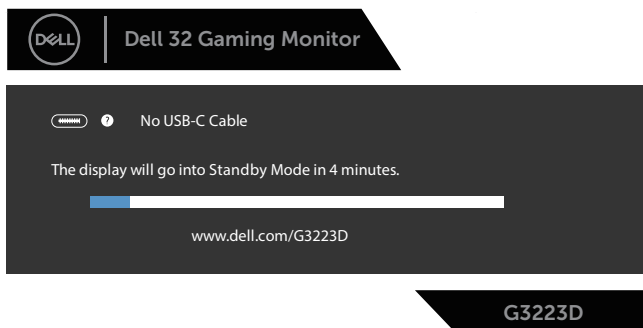 DELL
Dell 32 Gaming Monitor
? No USB-C Cable
The display will go into Standby Mode in 4 minutes.
www.dell.com/G3223D
G3223D